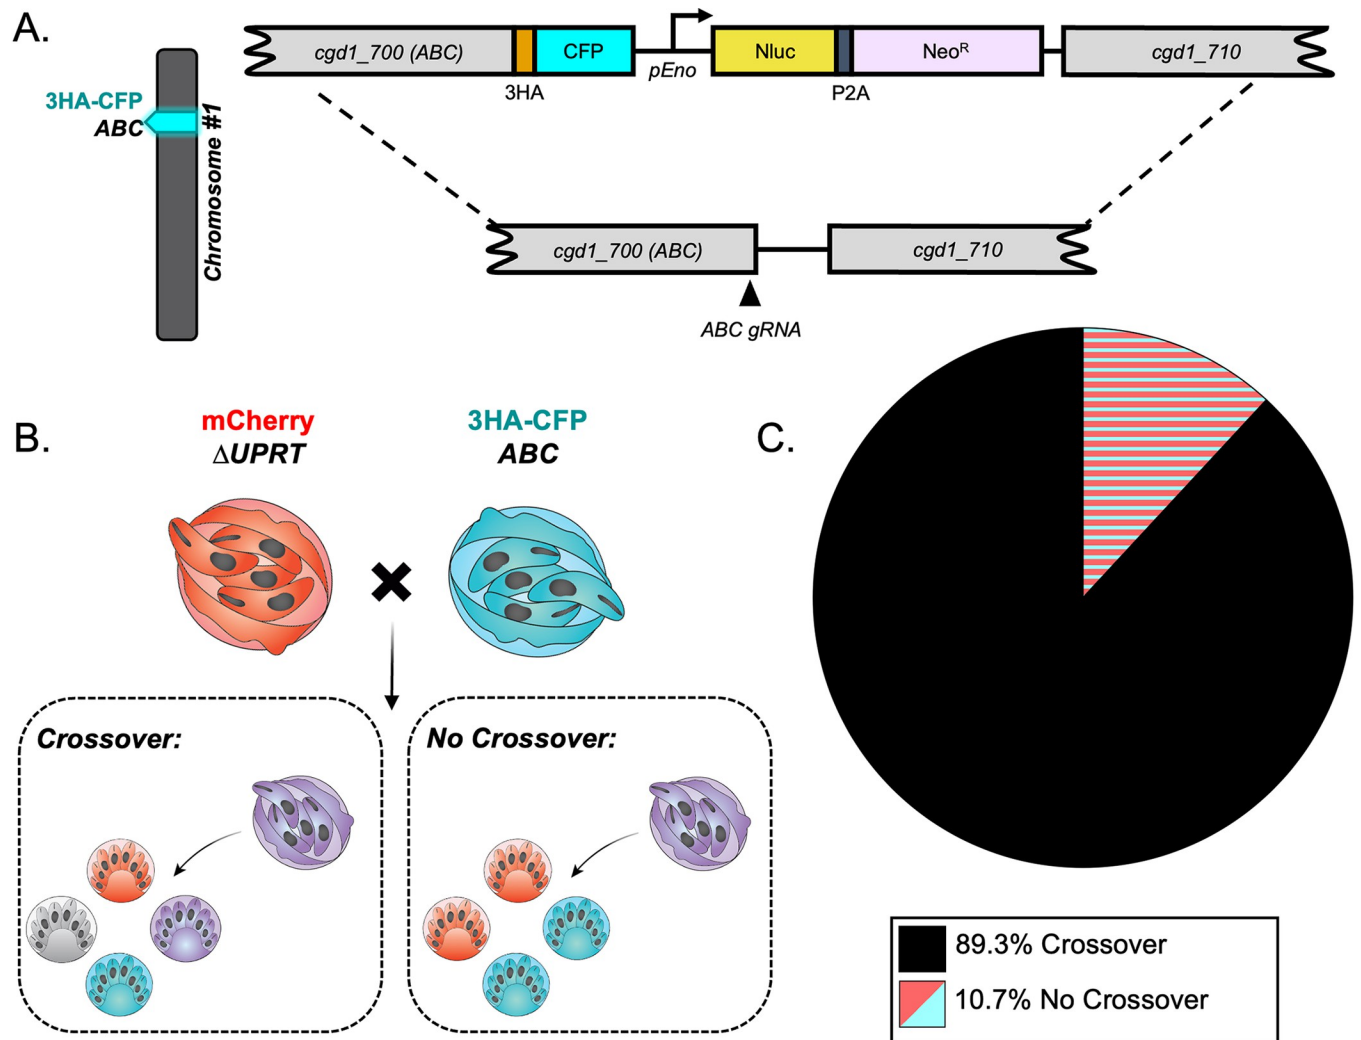 A.
cgd1_700 (ABC)
CFP
Nluc
Neoᴿ
cgd1_710
pEno
3HA
P2A
3HA-CFP
ABC
Chromosome #1
cgd1_700 (ABC)
cgd1_710
ABC gRNA
B.
mCherry
ΔUPRT
3HA-CFP
ABC
C.
Crossover:
No Crossover:
89.3% Crossover
10.7% No Crossover